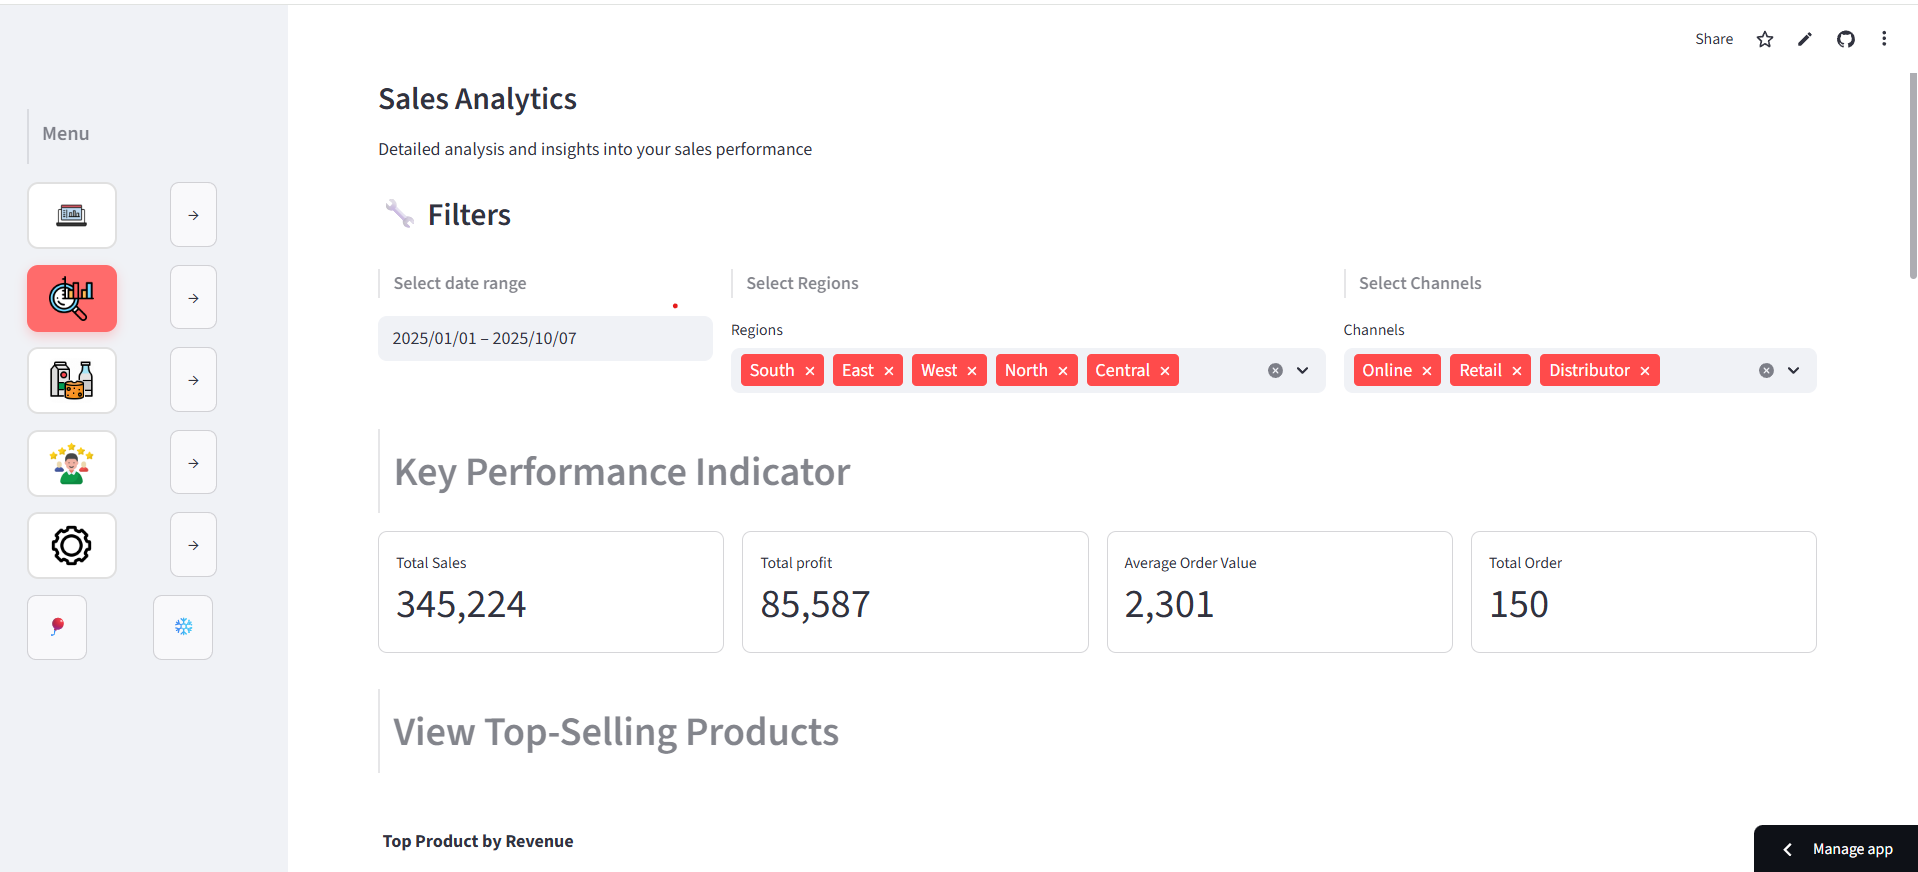 Share
Menu
Sales Analytics
Detailed analysis and insights into your sales performance
Filters
Select date range
Select Regions
Select Channels
2025/01/01 – 2025/10/07
Regions
South East West North Central
Channels
Online Retail Distributor
Key Performance Indicator
Total Sales
345,224
Total profit
85,587
Average Order Value
2,301
Total Order
150
View Top-Selling Products
Top Product by Revenue
Manage app